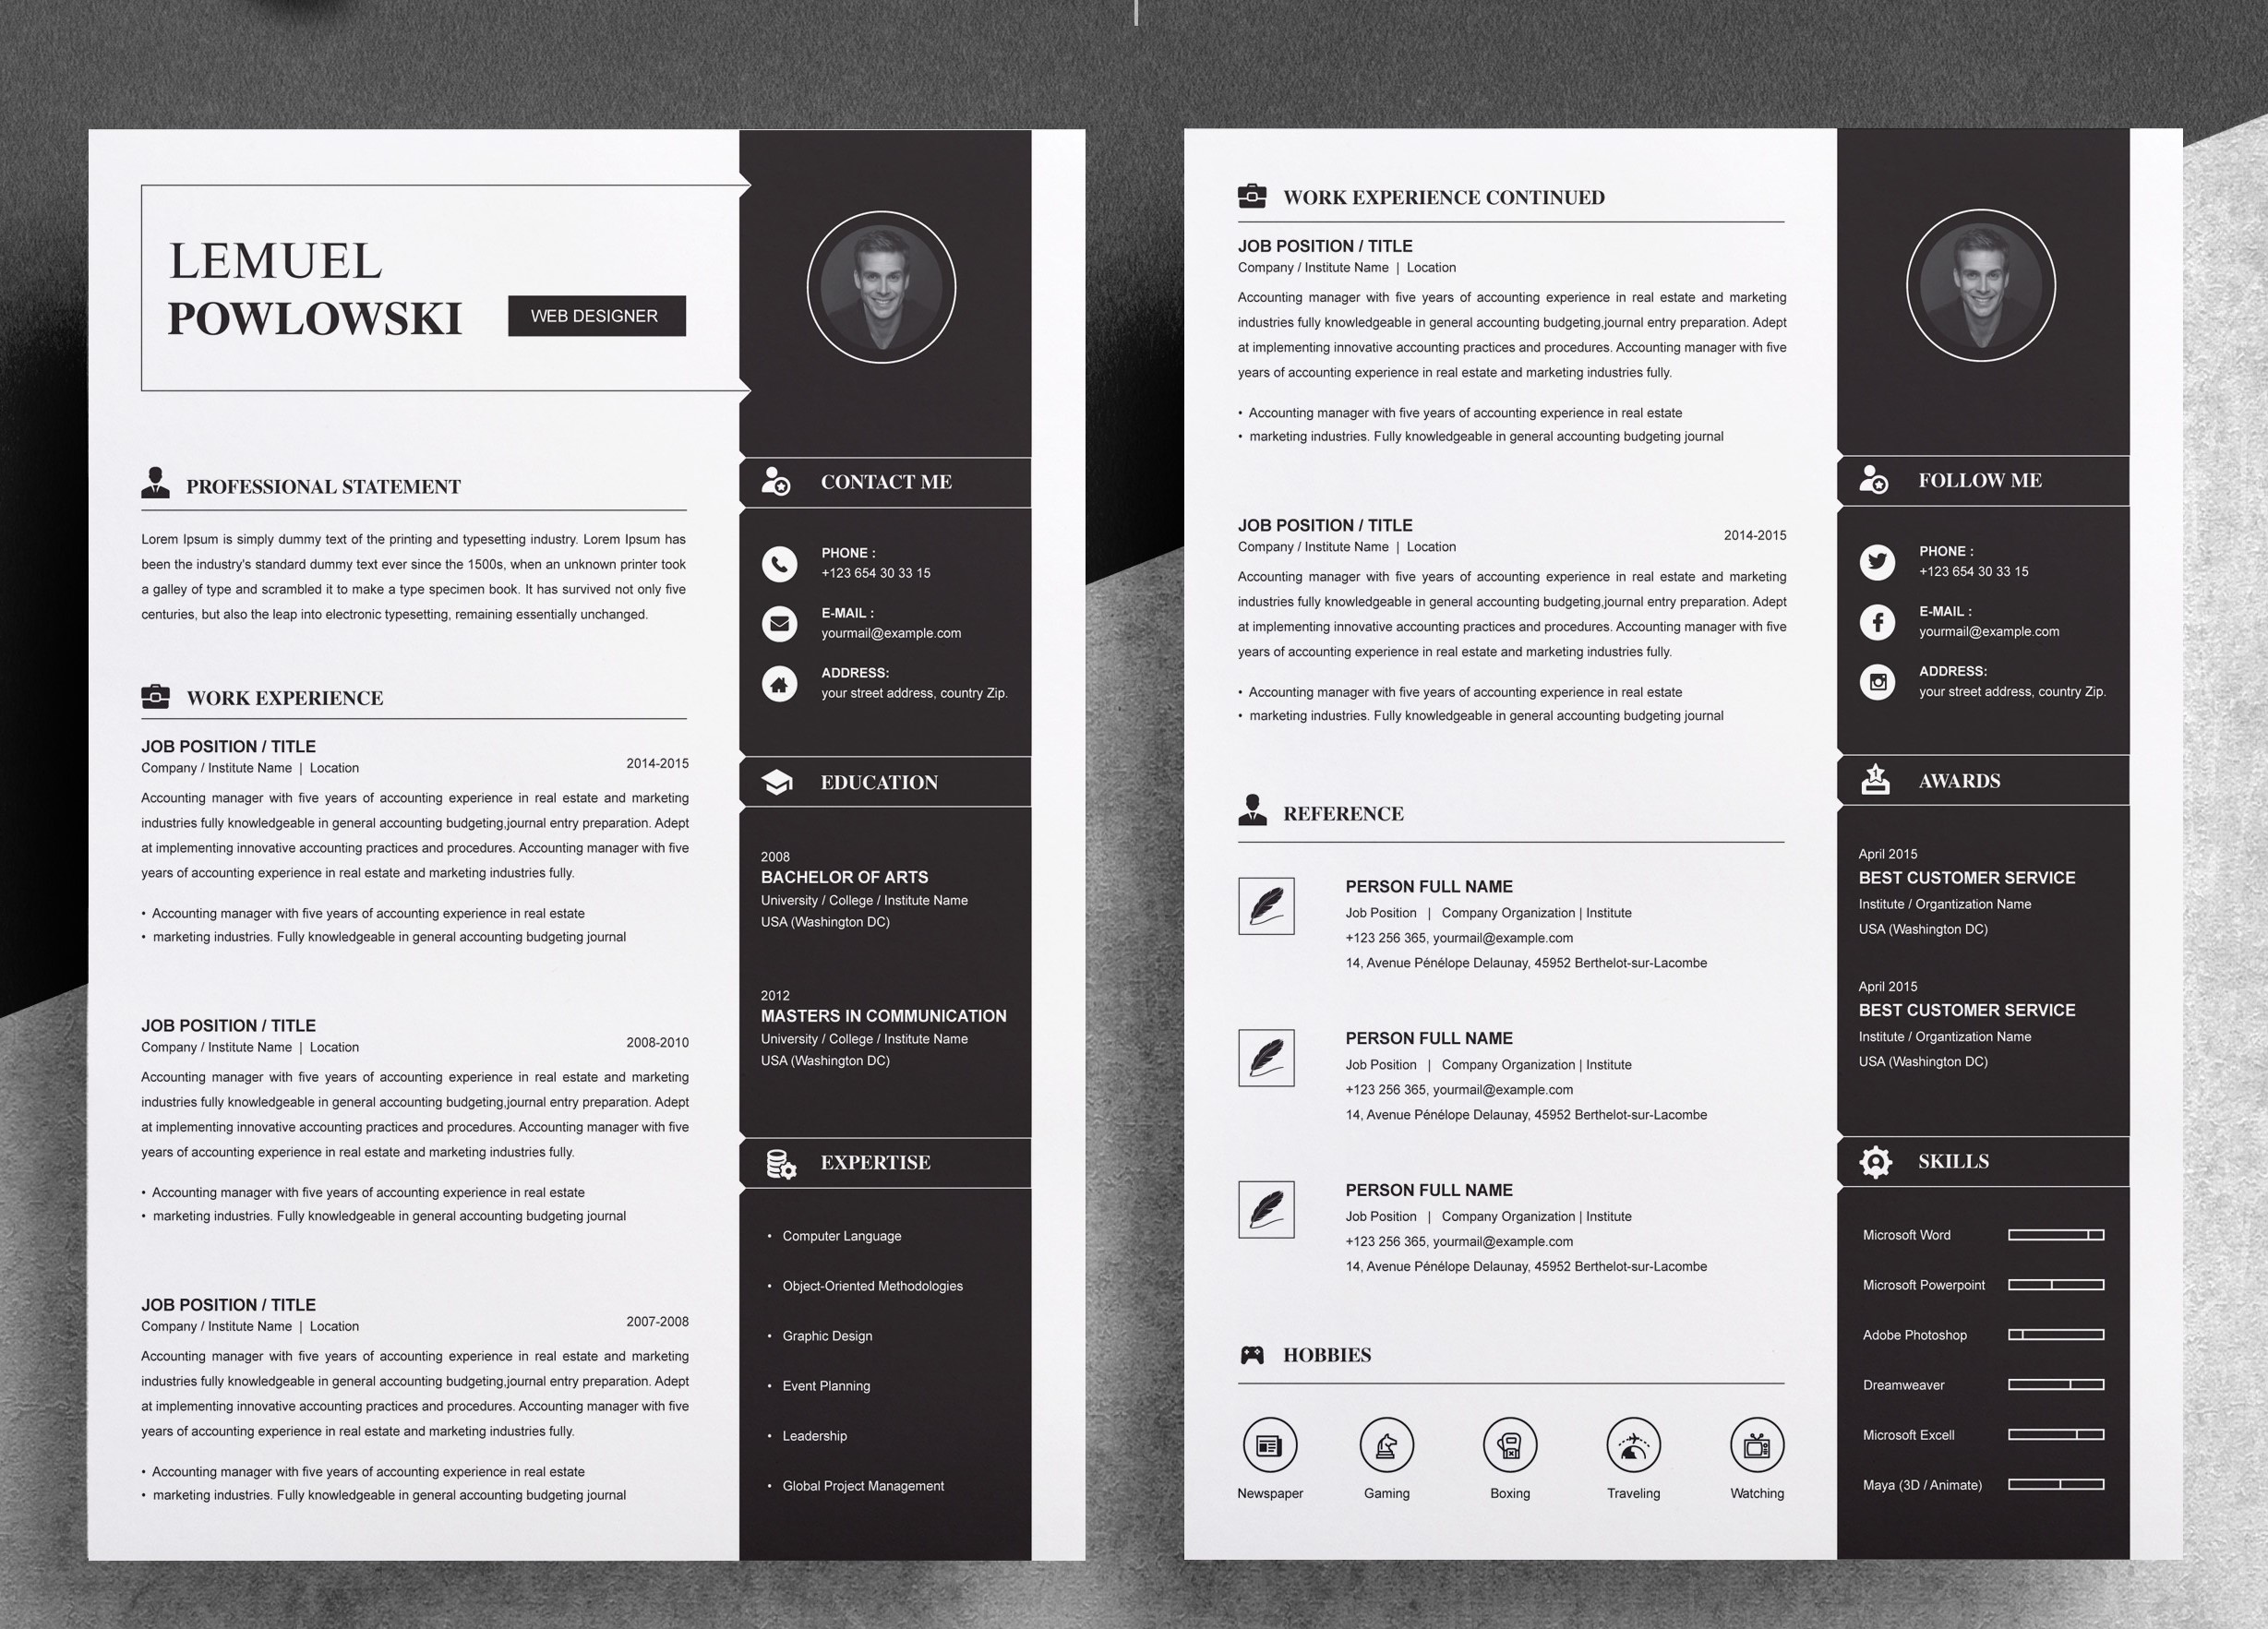 LEMUEL
POWLOWSKI
WEB DESIGNER
PROFESSIONAL STATEMENT
Lorem Ipsum is simply dummy text of the printing and typesetting industry. Lorem Ipsum has
been the industry's standard dummy text ever since the 1500s, when an unknown printer took
a galley of type and scrambled it to make a type specimen book. It has survived not only five
centuries, but also the leap into electronic typesetting, remaining essentially unchanged.
WORK EXPERIENCE
JOB POSITION / TITLE
Company / Institute Name | Location
2014-2015
Accounting manager with five years of accounting experience in real estate and marketing
industries fully knowledgeable in general accounting budgeting,journal entry preparation. Adept
at implementing innovative accounting practices and procedures. Accounting manager with five
years of accounting experience in real estate and marketing industries fully.
• Accounting manager with five years of accounting experience in real estate
• marketing industries. Fully knowledgeable in general accounting budgeting journal
JOB POSITION / TITLE
Company / Institute Name | Location
2008-2010
Accounting manager with five years of accounting experience in real estate and marketing
industries fully knowledgeable in general accounting budgeting,journal entry preparation. Adept
at implementing innovative accounting practices and procedures. Accounting manager with five
years of accounting experience in real estate and marketing industries fully.
• Accounting manager with five years of accounting experience in real estate
• marketing industries. Fully knowledgeable in general accounting budgeting journal
JOB POSITION / TITLE
Company / Institute Name | Location
2007-2008
Accounting manager with five years of accounting experience in real estate and marketing
industries fully knowledgeable in general accounting budgeting,journal entry preparation. Adept
at implementing innovative accounting practices and procedures. Accounting manager with five
years of accounting experience in real estate and marketing industries fully.
• Accounting manager with five years of accounting experience in real estate
• marketing industries. Fully knowledgeable in general accounting budgeting journal
CONTACT ME
PHONE :
+123 654 30 33 15
E-MAIL :
yourmail@example.com
ADDRESS:
your street address, country Zip.
EDUCATION
2008
BACHELOR OF ARTS
University / College / Institute Name
USA (Washington DC)
2012
MASTERS IN COMMUNICATION
University / College / Institute Name
USA (Washington DC)
EXPERTISE
• Computer Language
• Object-Oriented Methodologies
• Graphic Design
• Event Planning
• Leadership
• Global Project Management
WORK EXPERIENCE CONTINUED
JOB POSITION / TITLE
Company / Institute Name | Location
Accounting manager with five years of accounting experience in real estate and marketing
industries fully knowledgeable in general accounting budgeting,journal entry preparation. Adept
at implementing innovative accounting practices and procedures. Accounting manager with five
years of accounting experience in real estate and marketing industries fully.
• Accounting manager with five years of accounting experience in real estate
• marketing industries. Fully knowledgeable in general accounting budgeting journal
JOB POSITION / TITLE
Company / Institute Name | Location
2014-2015
Accounting manager with five years of accounting experience in real estate and marketing
industries fully knowledgeable in general accounting budgeting,journal entry preparation. Adept
at implementing innovative accounting practices and procedures. Accounting manager with five
years of accounting experience in real estate and marketing industries fully.
• Accounting manager with five years of accounting experience in real estate
• marketing industries. Fully knowledgeable in general accounting budgeting journal
REFERENCE
PERSON FULL NAME
Job Position | Company Organization | Institute
+123 256 365, yourmail@example.com
14, Avenue Pénélope Delaunay, 45952 Berthelot-sur-Lacombe
PERSON FULL NAME
Job Position | Company Organization | Institute
+123 256 365, yourmail@example.com
14, Avenue Pénélope Delaunay, 45952 Berthelot-sur-Lacombe
PERSON FULL NAME
Job Position | Company Organization | Institute
+123 256 365, yourmail@example.com
14, Avenue Pénélope Delaunay, 45952 Berthelot-sur-Lacombe
HOBBIES
Newspaper
Gaming
Boxing
Traveling
Watching
FOLLOW ME
PHONE :
+123 654 30 33 15
E-MAIL :
yourmail@example.com
ADDRESS:
your street address, country Zip.
AWARDS
April 2015
BEST CUSTOMER SERVICE
Institute / Organtization Name
USA (Washington DC)
April 2015
BEST CUSTOMER SERVICE
Institute / Organtization Name
USA (Washington DC)
SKILLS
Microsoft Word
Microsoft Powerpoint
Adobe Photoshop
Dreamweaver
Microsoft Excell
Maya (3D / Animate)